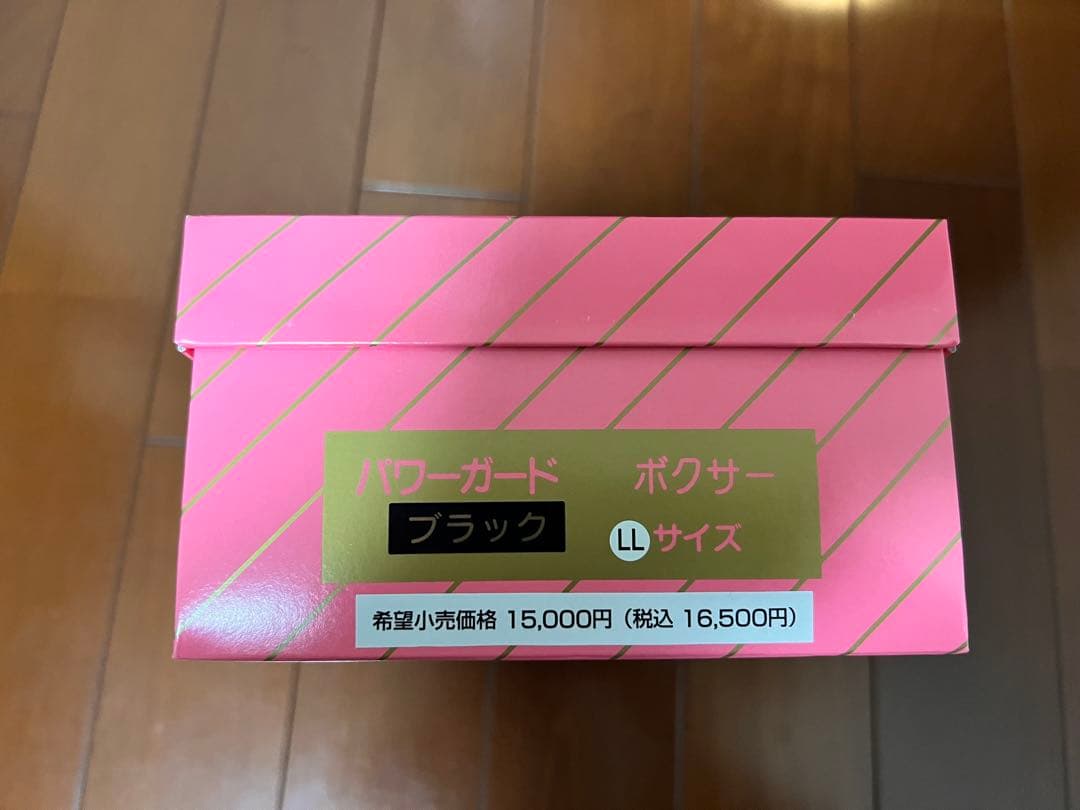 パワーガード ボクサー
ブラック LLサイズ
希望小売価格 15,000円（税込 16,500円）